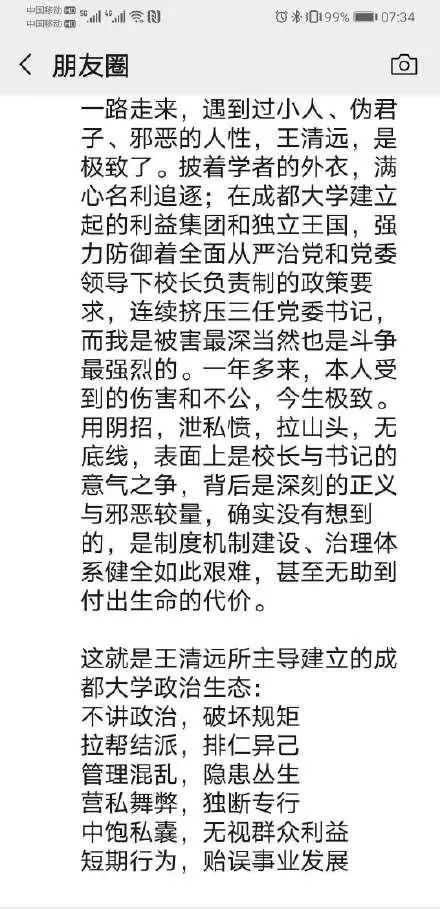 中国移动 HD 5G 中国移动 HD 4G 99% 07:34
朋友圈
一路走来，遇到过小人、伪君
子、邪恶的人性，王清远，是
极致了。披着学者的外衣，满
心名利追逐；在成都大学建立
起的利益集团和独立王国，强
力防御着全面从严治党和党委
领导下校长负责制的政策要
求，连续挤压三任党委书记，
而我是被害最深当然也是斗争
最强烈的。一年多来，本人受
到的伤害和不公，今生极致。
用阴招，泄私愤，拉山头，无
底线，表面上是校长与书记的
意气之争，背后是深刻的正义
与邪恶较量，确实没有想到
的，是制度机制建设、治理体
系健全如此艰难，甚至无助到
付出生命的代价。
这就是王清远所主导建立的成
都大学政治生态：
不讲政治，破坏规矩
拉帮结派，排仁异己
管理混乱，隐患丛生
营私舞弊，独断专行
中饱私囊，无视群众利益
短期行为，贻误事业发展